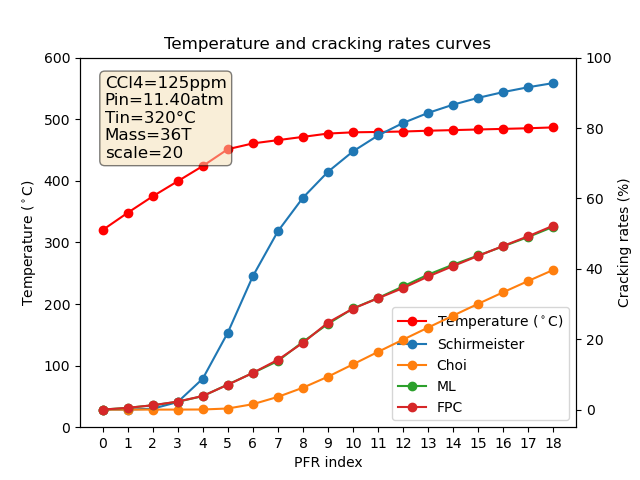 Temperature and cracking rates curves
CCl4=125ppm
Pin=11.40atm
Tin=320°C
Mass=36T
scale=20
Temperature (°C)
600
500
400
300
200
100
0
Cracking rates (%)
100
80
60
40
20
0
Temperature (°C)
Schirmeister
Choi
ML
FPC
0 1 2 3 4 5 6 7 8 9 10 11 12 13 14 15 16 17 18
PFR index